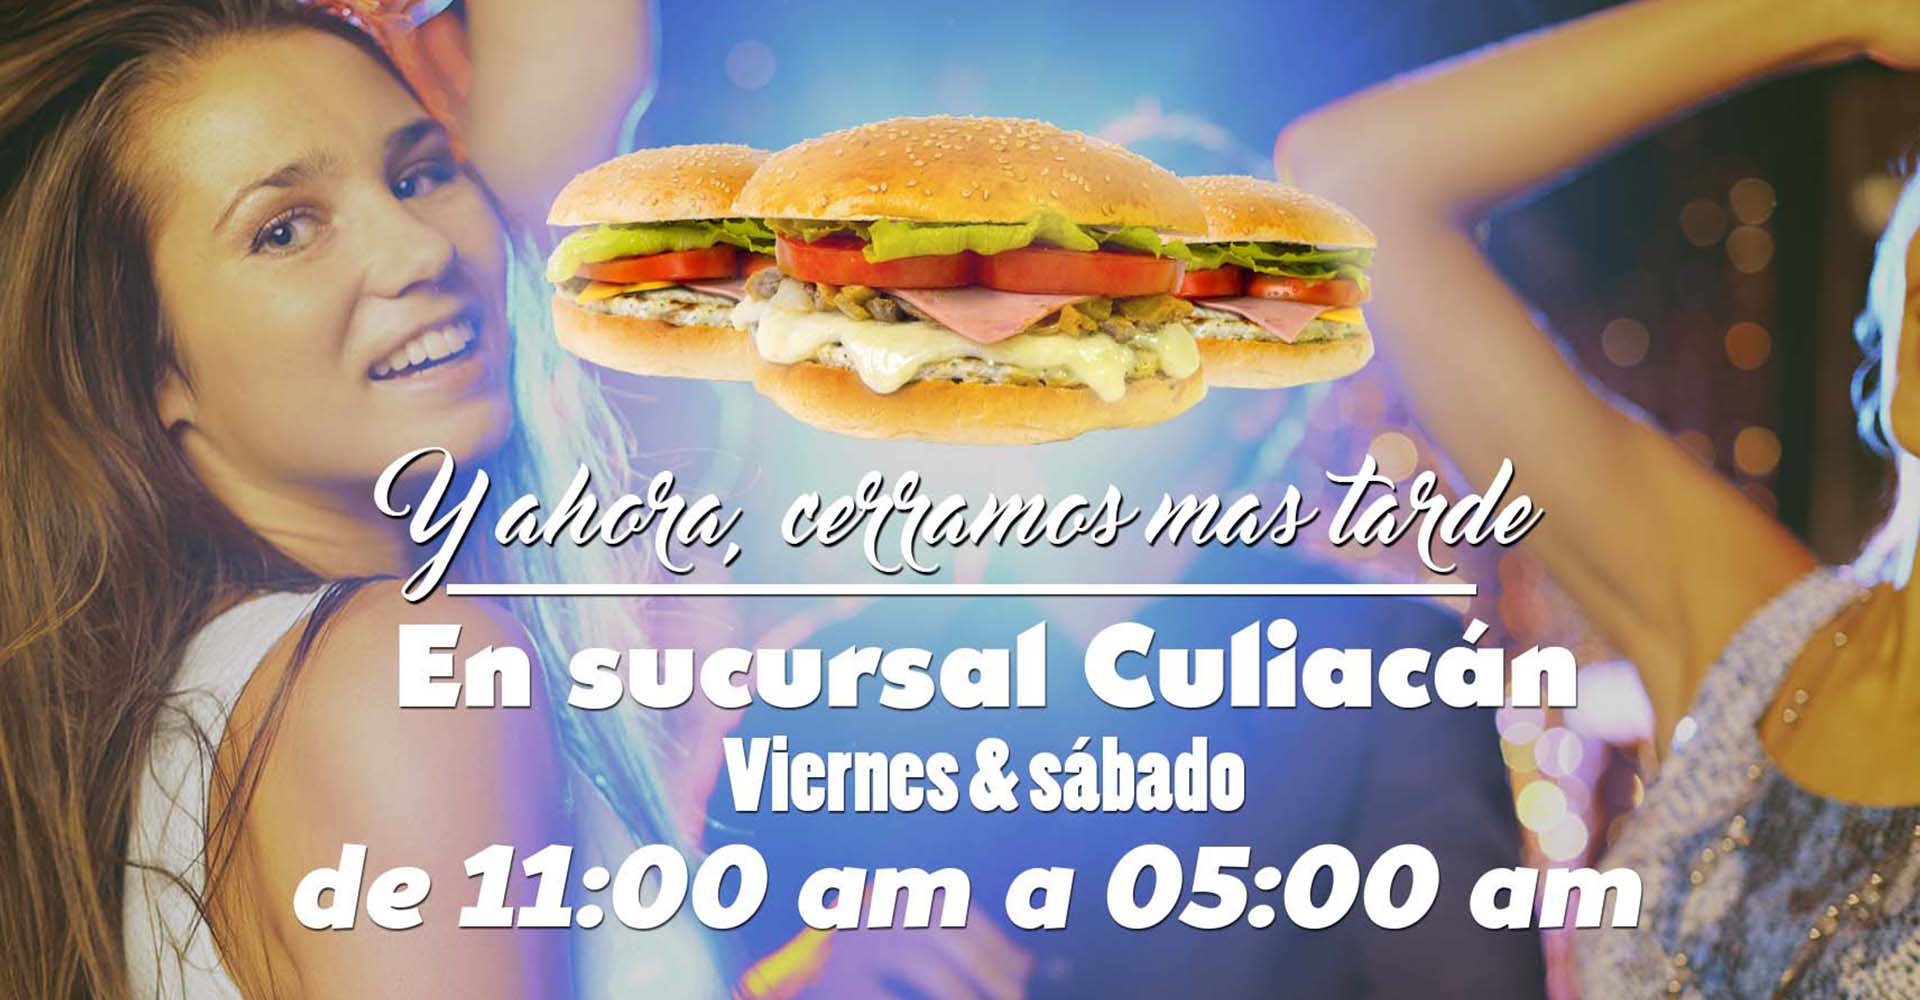 Y ahora, cerramos mas tarde
En sucursal Culiacán
Viernes & sábado
de 11:00 am a 05:00 am